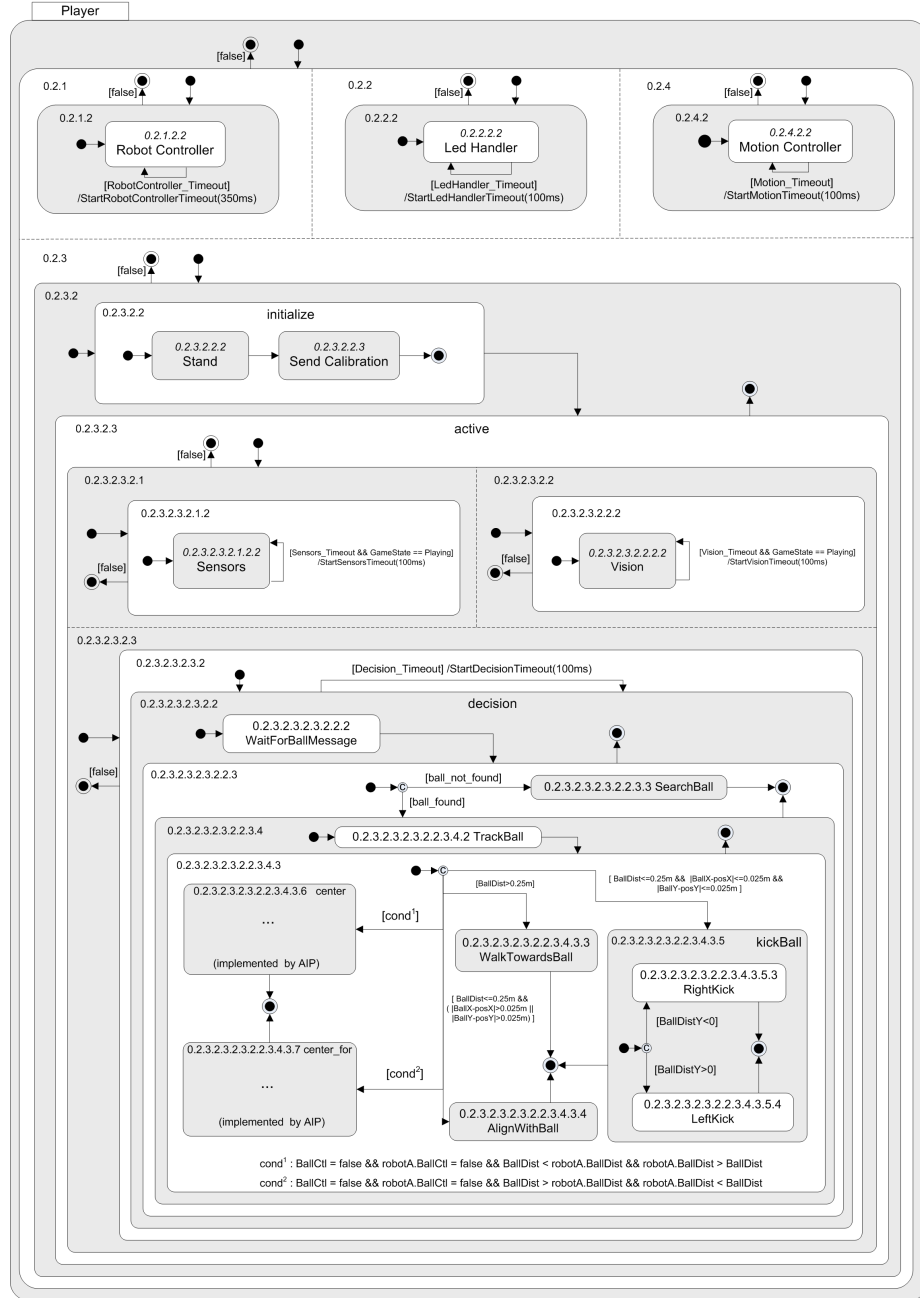 Player
[false]
0.2.1
[false]
0.2.1.2
0.2.1.2.2
Robot Controller
[RobotController_Timeout]
/StartRobotControllerTimeout(350ms)
0.2.2
[false]
0.2.2.2
0.2.2.2.2
Led Handler
[LedHandler_Timeout]
/StartLedHandlerTimeout(100ms)
0.2.4
[false]
0.2.4.2
0.2.4.2.2
Motion Controller
[Motion_Timeout]
/StartMotionTimeout(100ms)
0.2.3
[false]
0.2.3.2
0.2.3.2.2
initialize
0.2.3.2.2.2
Stand
0.2.3.2.2.3
Send Calibration
0.2.3.2.3
active
[false]
0.2.3.2.3.2.1
0.2.3.2.3.2.1.2
0.2.3.2.3.2.1.2.2
Sensors
[Sensors_Timeout && GameState == Playing]
/StartSensorsTimeout(100ms)
[false]
0.2.3.2.3.2.2
0.2.3.2.3.2.2.2
0.2.3.2.3.2.2.2.2
Vision
[Vision_Timeout && GameState == Playing]
/StartVisionTimeout(100ms)
[false]
0.2.3.2.3.2.3
0.2.3.2.3.2.3.2
[Decision_Timeout] /StartDecisionTimeout(100ms)
[false]
0.2.3.2.3.2.3.2.2
decision
0.2.3.2.3.2.3.2.2.2
WaitForBallMessage
0.2.3.2.3.2.3.2.2.3
[ball_not_found]
C
[ball_found]
0.2.3.2.3.2.3.2.2.3.3 SearchBall
0.2.3.2.3.2.3.2.2.3.4
0.2.3.2.3.2.3.2.2.3.4.2 TrackBall
0.2.3.2.3.2.3.2.2.3.4.3
C
[BallDist>0.25m]
[ BallDist<=0.25m && |BallX-posX|<=0.025m &&
|BallY-posY|<=0.025m ]
0.2.3.2.3.2.3.2.2.3.4.3.6 center
...
(implemented by AIP)
[cond1]
0.2.3.2.3.2.3.2.2.3.4.3.3
WalkTowardsBall
[ BallDist<=0.25m &&
( |BallX-posX|>0.025m ||
|BallY-posY|>0.025m) ]
0.2.3.2.3.2.3.2.2.3.4.3.5
kickBall
0.2.3.2.3.2.3.2.2.3.4.3.5.3
RightKick
[BallDistY<0]
C
[BallDistY>0]
0.2.3.2.3.2.3.2.2.3.4.3.5.4
LeftKick
0.2.3.2.3.2.3.2.2.3.4.3.7 center_for
...
(implemented by AIP)
[cond2]
0.2.3.2.3.2.3.2.2.3.4.3.4
AlignWithBall
cond1 : BallCtl = false && robotA.BallCtl = false && BallDist < robotA.BallDist && robotA.BallDist > BallDist
cond2 : BallCtl = false && robotA.BallCtl = false && BallDist > robotA.BallDist && robotA.BallDist < BallDist